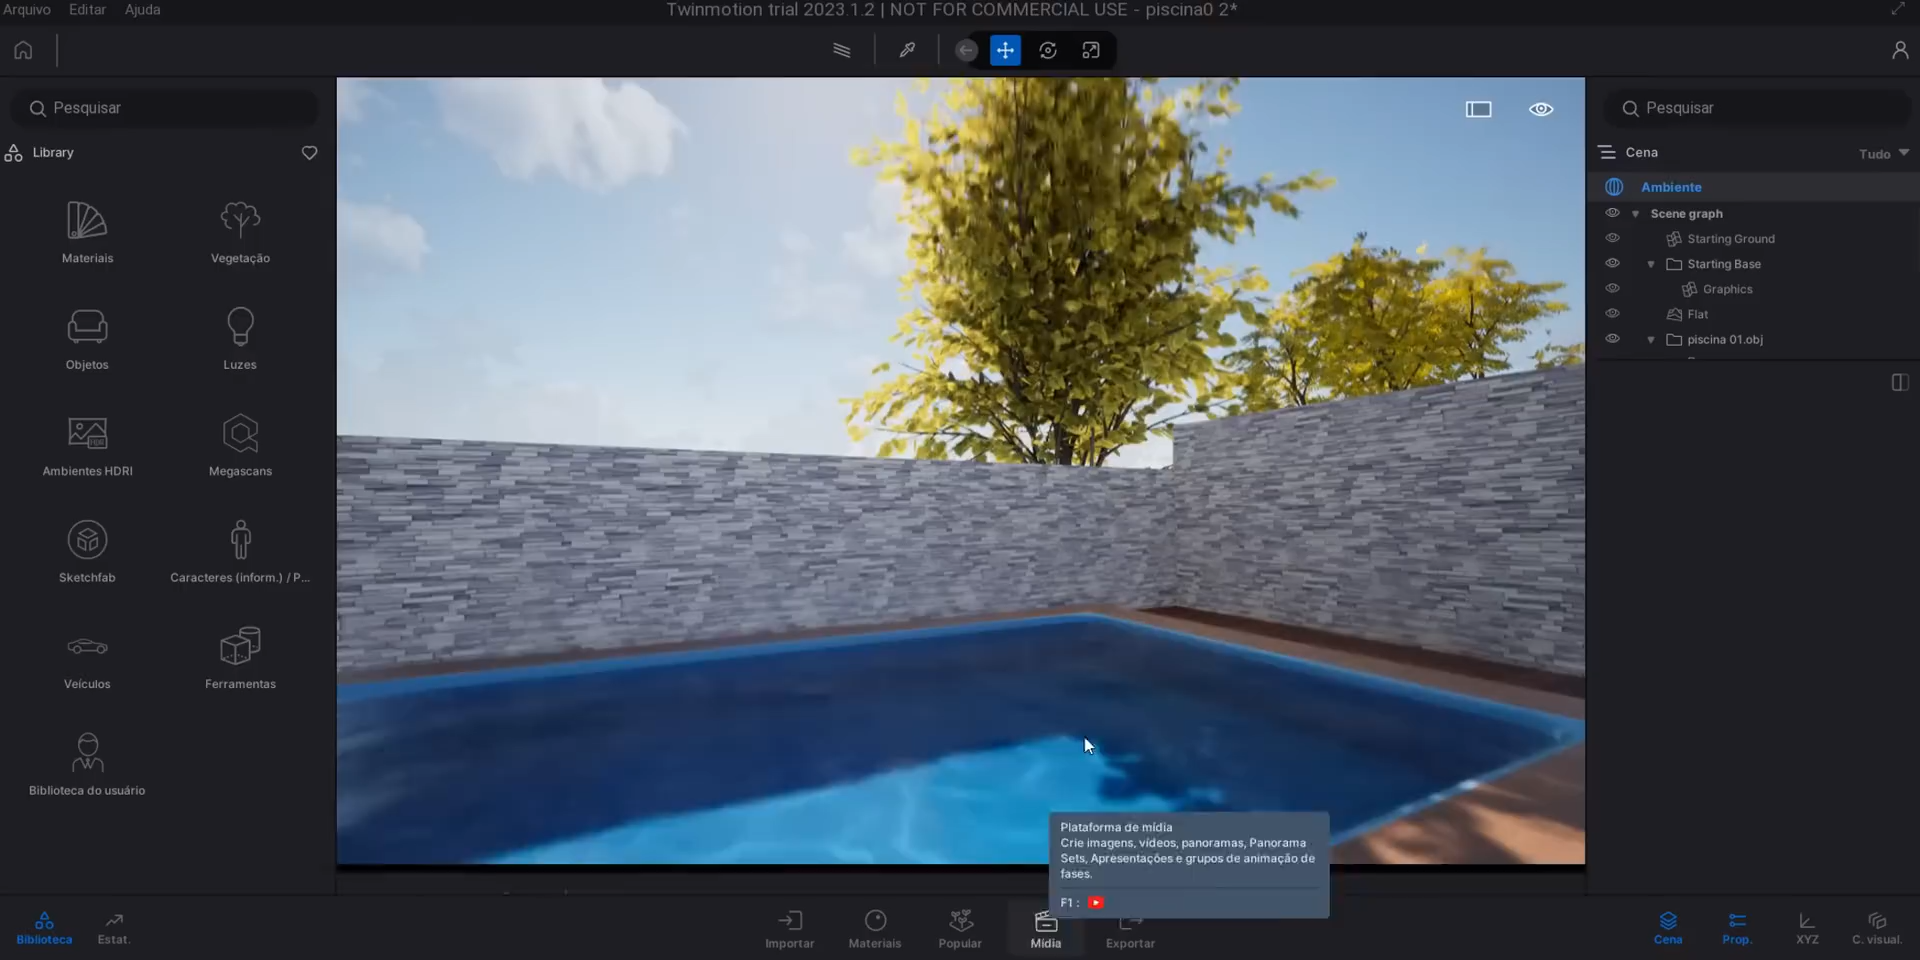 Arquivo Editar Ajuda
Twinmotion trial 2023.1.2 | NOT FOR COMMERCIAL USE - piscina0 2*
Pesquisar
Library
Materiais
Vegetação
Objetos
Luzes
Ambientes HDRI
Megascans
Sketchfab
Caracteres (inform.) / P...
Veículos
Ferramentas
Biblioteca do usuário
Pesquisar
Cena
Tudo
Ambiente
Scene graph
Starting Ground
Starting Base
Graphics
Flat
piscina 01.obj
Plataforma de mídia
Crie imagens, vídeos, panoramas, Panorama
Sets, Apresentações e grupos de animação de
fases.
F1 :
Biblioteca
Estat.
Importar
Materiais
Popular
Mídia
Exportar
Cena
Prop.
XYZ
C. visual.